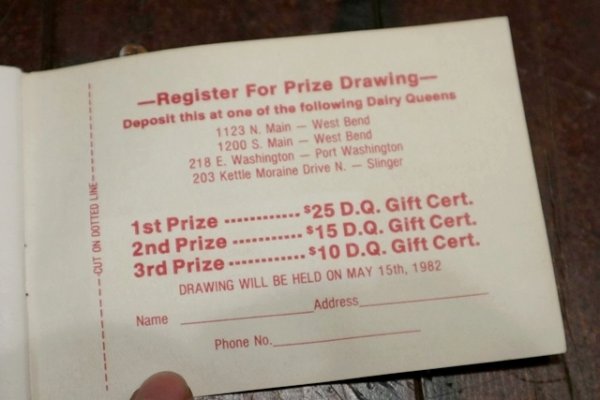 —Register For Prize Drawing—
Deposit this at one of the following Dairy Queens
1123 N. Main — West Bend
1200 S. Main — West Bend
218 E. Washington — Port Washington
203 Kettle Moraine Drive N. — Slinger
CUT ON DOTTED LINE
1st Prize ············ $25 D.Q. Gift Cert.
2nd Prize ··········· $15 D.Q. Gift Cert.
3rd Prize ············ $10 D.Q. Gift Cert.
DRAWING WILL BE HELD ON MAY 15th, 1982
Name ____________________ Address____________________
Phone No.____________________